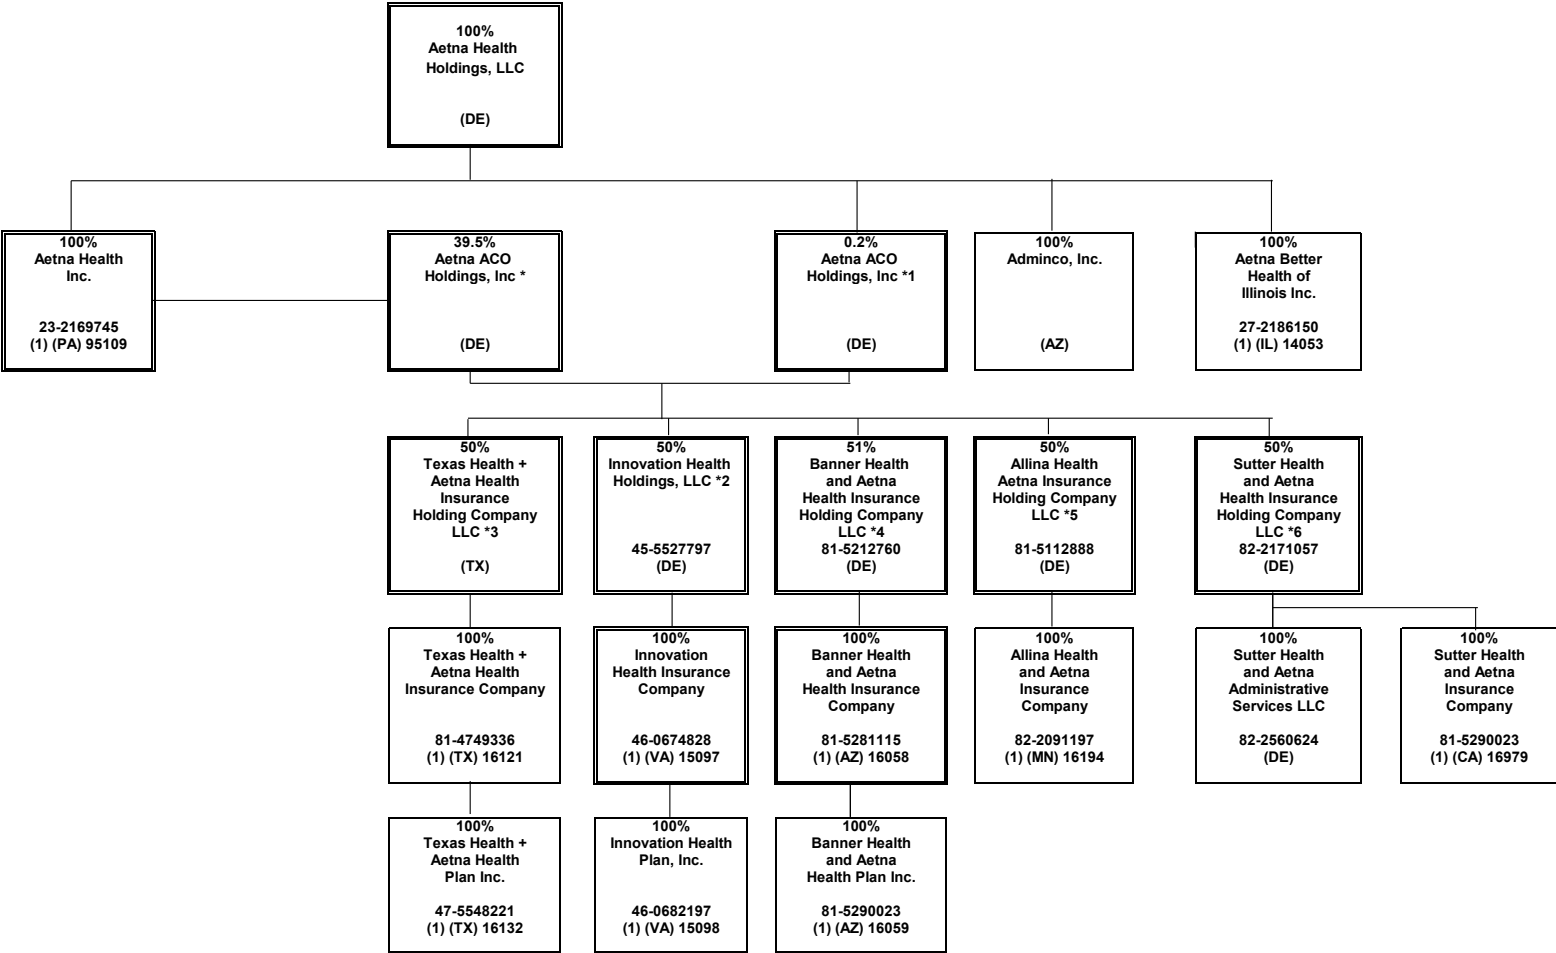 100%
Aetna Health
Holdings, LLC
(DE)
100%
Aetna Health
Inc.
23-2169745
(1) (PA) 95109
39.5%
Aetna ACO
Holdings, Inc *
(DE)
0.2%
Aetna ACO
Holdings, Inc *1
(DE)
100%
Adminco, Inc.
(AZ)
100%
Aetna Better
Health of
Illinois Inc.
27-2186150
(1) (IL) 14053
50%
Texas Health +
Aetna Health
Insurance
Holding Company
LLC *3
(TX)
50%
Innovation Health
Holdings, LLC *2
45-5527797
(DE)
51%
Banner Health
and Aetna
Health Insurance
Holding Company
LLC *4
81-5212760
(DE)
50%
Allina Health
Aetna Insurance
Holding Company
LLC *5
81-5112888
(DE)
50%
Sutter Health
and Aetna
Health Insurance
Holding Company
LLC *6
82-2171057
(DE)
100%
Texas Health +
Aetna Health
Insurance Company
81-4749336
(1) (TX) 16121
100%
Innovation
Health Insurance
Company
46-0674828
(1) (VA) 15097
100%
Banner Health
and Aetna
Health Insurance
Company
81-5281115
(1) (AZ) 16058
100%
Allina Health
and Aetna
Insurance
Company
82-2091197
(1) (MN) 16194
100%
Sutter Health
and Aetna
Administrative
Services LLC
82-2560624
(DE)
100%
Sutter Health
and Aetna
Insurance
Company
81-5290023
(1) (CA) 16979
100%
Texas Health +
Aetna Health
Plan Inc.
47-5548221
(1) (TX) 16132
100%
Innovation Health
Plan, Inc.
46-0682197
(1) (VA) 15098
100%
Banner Health
and Aetna
Health Plan Inc.
81-5290023
(1) (AZ) 16059